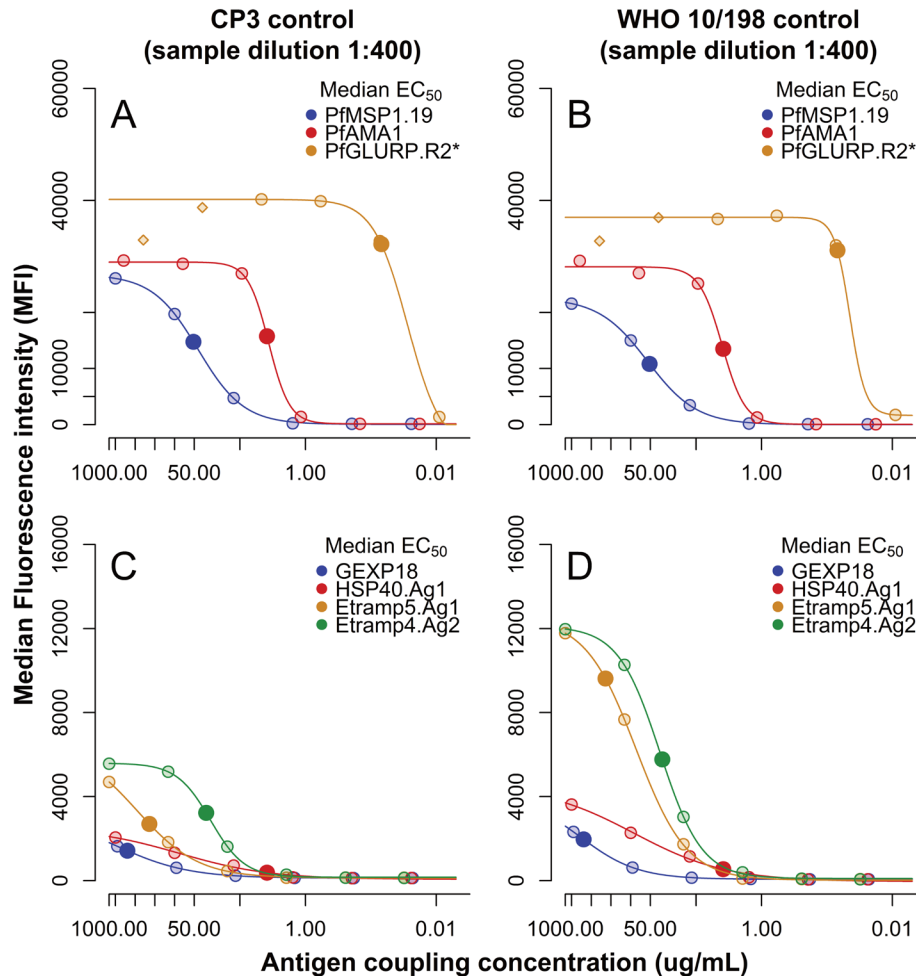 CP3 control
(sample dilution 1:400)
WHO 10/198 control
(sample dilution 1:400)
Median Fluorescence intensity (MFI)
A
Median EC50
PfMSP1.19
PfAMA1
PfGLURP.R2*
60000
40000
10000
0
1000.00 50.00 1.00 0.01
B
Median EC50
PfMSP1.19
PfAMA1
PfGLURP.R2*
60000
40000
10000
0
1000.00 50.00 1.00 0.01
C
Median EC50
GEXP18
HSP40.Ag1
Etramp5.Ag1
Etramp4.Ag2
16000
12000
8000
4000
0
1000.00 50.00 1.00 0.01
D
Median EC50
GEXP18
HSP40.Ag1
Etramp5.Ag1
Etramp4.Ag2
16000
12000
8000
4000
0
1000.00 50.00 1.00 0.01
Antigen coupling concentration (ug/mL)